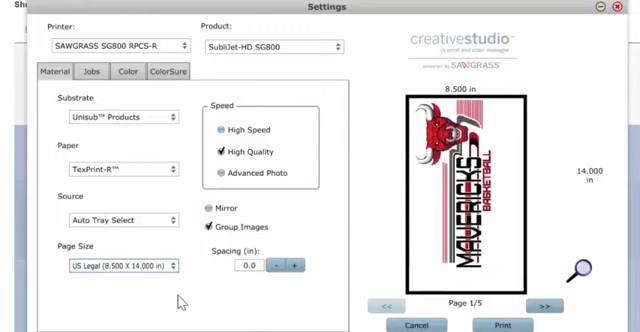 Settings
Printer:
SAWGRASS SG800 RPCS-R
Product:
SubliJet-HD SG800
Material
Jobs
Color
ColorSure
Substrate
Unisub™ Products
Paper
TexPrint-R™
Source
Auto Tray Select
Page Size
US Legal (8.500 X 14.000 in)
Speed
High Speed
High Quality
Advanced Photo
Mirror
Group Images
Spacing (in):
0.0
-
+
creativestudio™
powered by SAWGRASS
8.500 in
14.000
in
MAVERICKS
BASKETBALL
<<
Page 1/5
>>
Cancel
Print